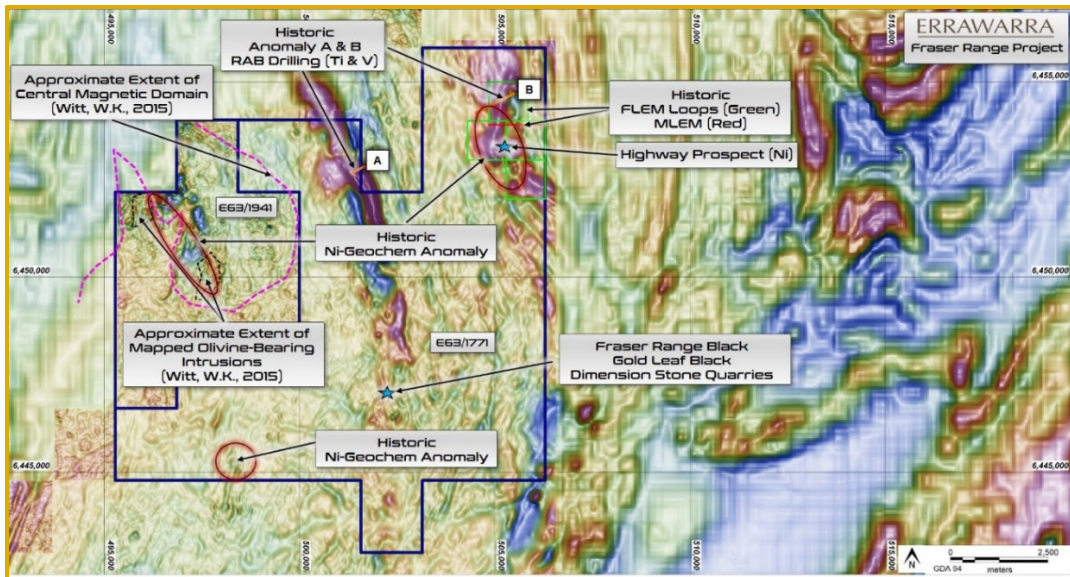 495,000
500,000
505,000
510,000
515,000
ERRAWARRA
Fraser Range Project
Historic
Anomaly A & B
RAB Drilling (Ti & V)
Approximate Extent of
Central Magnetic Domain
(Witt, W.K., 2015)
6,455,000
B
Historic
FLEM Loops (Green)
MLEM (Red)
Highway Prospect (Ni)
A
E63/1941
Historic
Ni-Geochem Anomaly
6,450,000
6,450,000
Approximate Extent of
Mapped Olivine-Bearing
Intrusions
(Witt, W.K., 2015)
E63/1771
Fraser Range Black
Gold Leaf Black
Dimension Stone Quarries
Historic
Ni-Geochem Anomaly
6,445,000
6,445,000
495,000
500,000
505,000
510,000
515,000
N
GDA 94
0
2,500
meters